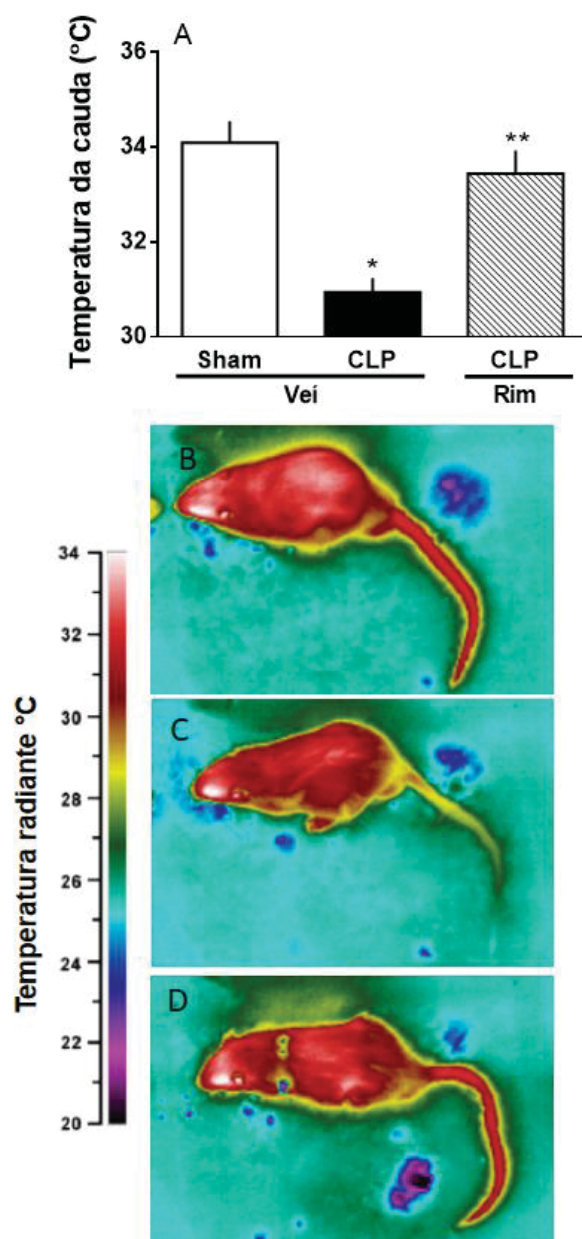 A
Temperatura da cauda (°C)
36
34
32
30
*
**
Sham CLP CLP
Veí Rim
B
C
D
Temperatura radiante °C
34
32
30
28
26
24
22
20